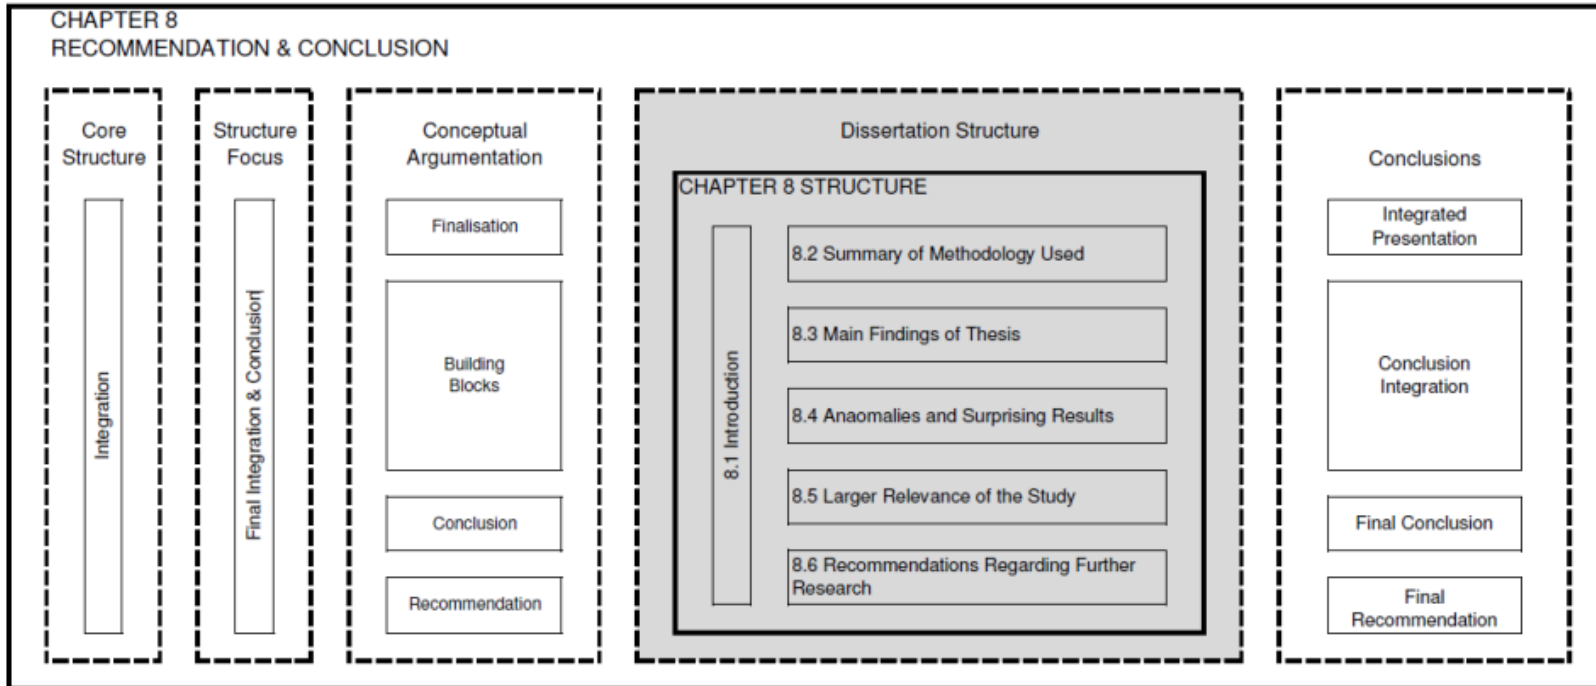 CHAPTER 8
RECOMMENDATION & CONCLUSION
Core
Structure
Integration
Structure
Focus
Final Integration & Conclusion
Conceptual
Argumentation
Finalisation
Building
Blocks
Conclusion
Recommendation
Dissertation Structure
CHAPTER 8 STRUCTURE
8.1 Introduction
8.2 Summary of Methodology Used
8.3 Main Findings of Thesis
8.4 Anaomalies and Surprising Results
8.5 Larger Relevance of the Study
8.6 Recommendations Regarding Further
Research
Conclusions
Integrated
Presentation
Conclusion
Integration
Final Conclusion
Final
Recommendation